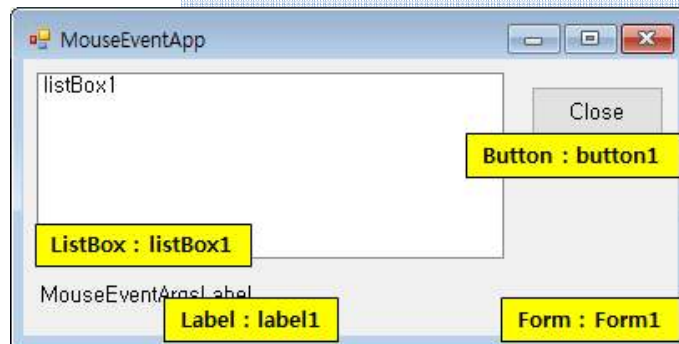 MouseEventApp
listBox1
Close
Button : button1
ListBox : listBox1
MouseEventArgsLabel
Label : label1
Form : Form1